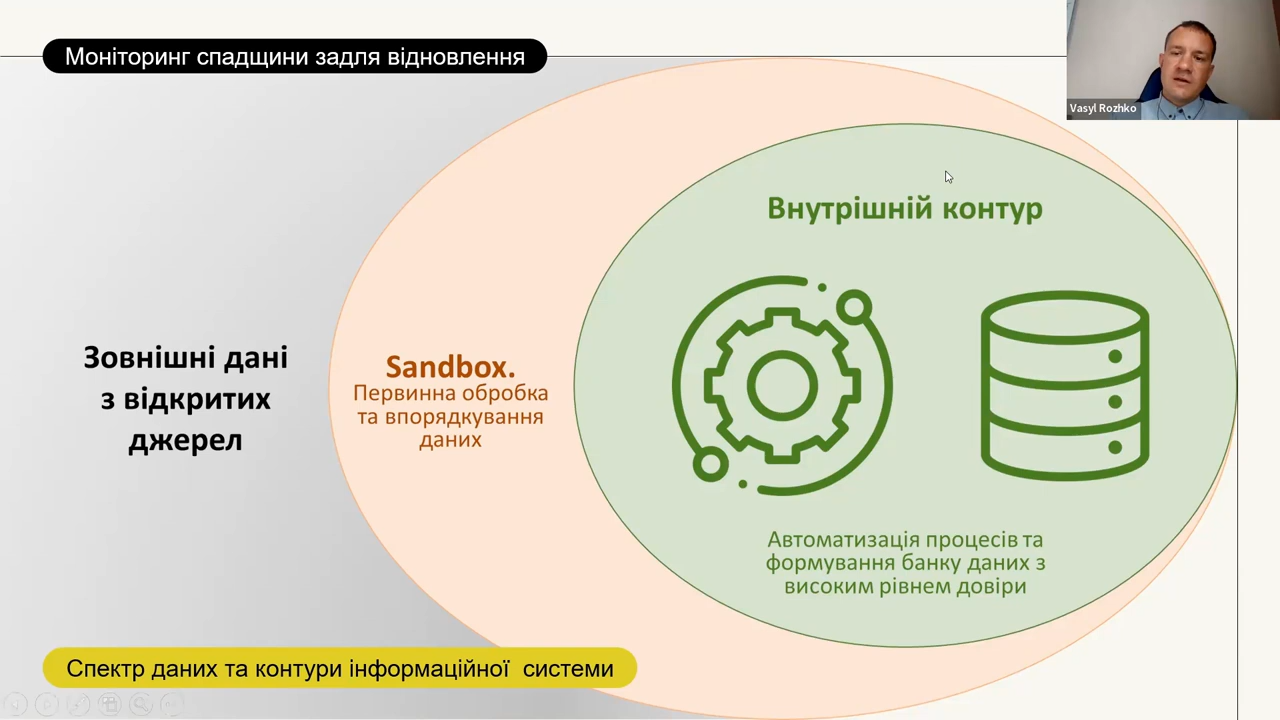 Моніторинг спадщини задля відновлення
Vasyl Rozhko
Внутрішній контур
Зовнішні дані
з відкритих
джерел
Sandbox.
Первинна обробка
та впорядкування
даних
Автоматизація процесів та
формування банку даних з
високим рівнем довіри
Спектр даних та контури інформаційної системи